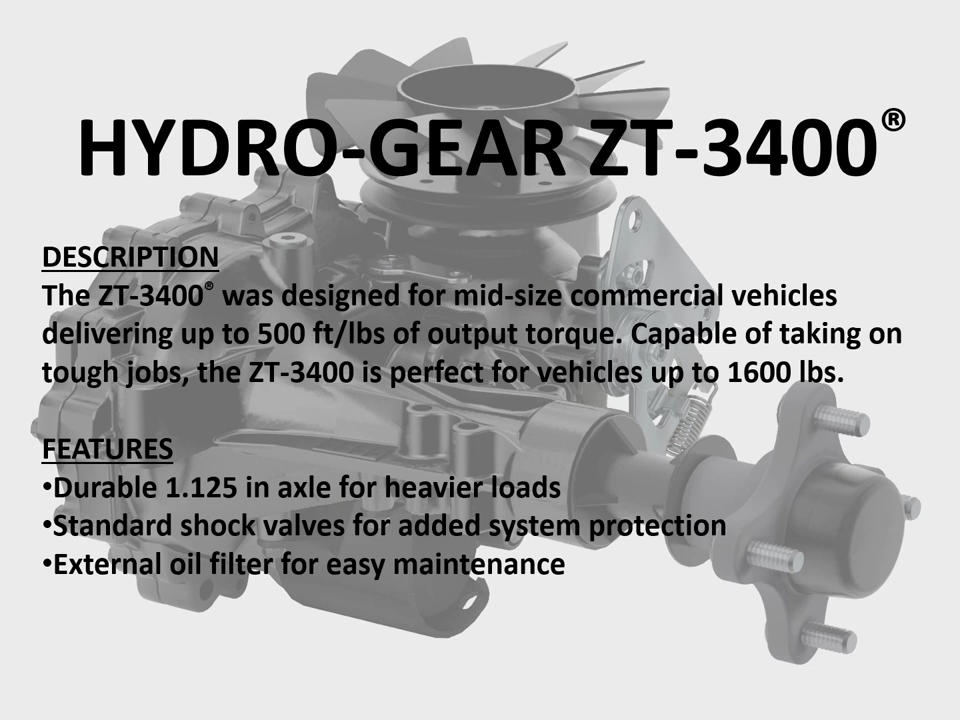 HYDRO-GEAR ZT-3400®
DESCRIPTION
The ZT-3400® was designed for mid-size commercial vehicles
delivering up to 500 ft/lbs of output torque. Capable of taking on
tough jobs, the ZT-3400 is perfect for vehicles up to 1600 lbs.
FEATURES
•Durable 1.125 in axle for heavier loads
•Standard shock valves for added system protection
•External oil filter for easy maintenance